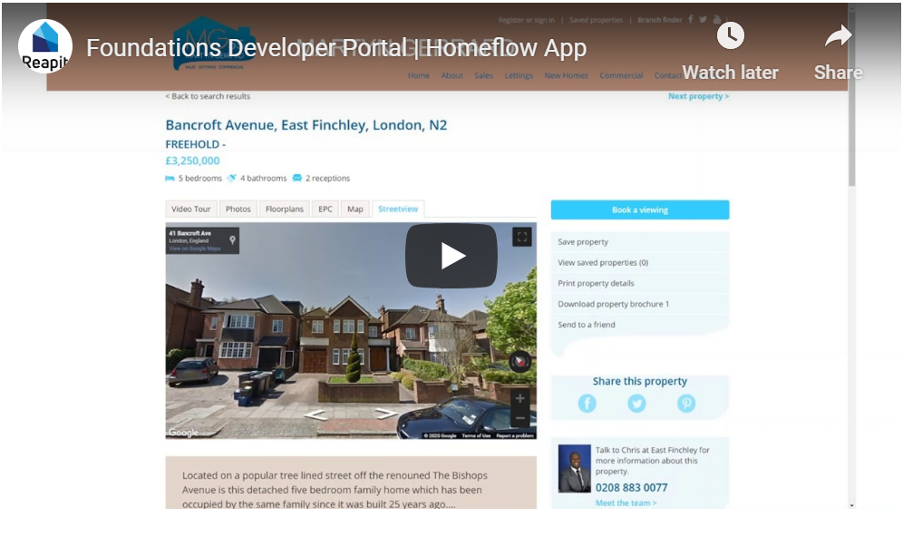 Register or sign in | Saved properties | Branch finder
Reapit
Foundations Developer Portal | Homeflow App
MARTYN GERRARD
Watch later
Share
Home About Sales Lettings New Homes Commercial Contact
< Back to search results
Next property >
Bancroft Avenue, East Finchley, London, N2
FREEHOLD -
£3,250,000
5 bedrooms 4 bathrooms 2 receptions
Video Tour Photos Floorplans EPC Map Streetview
41 Bancroft Ave
London, England
View on Google Maps
Google
© 2020 Google Terms of Use Report a problem
Located on a popular tree lined street off the renouned The Bishops
Avenue is this detached five bedroom family home which has been
occupied by the same family since it was built 25 years ago....
Book a viewing
Save property
View saved properties (0)
Print property details
Download property brochure 1
Send to a friend
Share this property
Talk to Chris at East Finchley for
more information about this
property.
0208 883 0077
Meet the team >